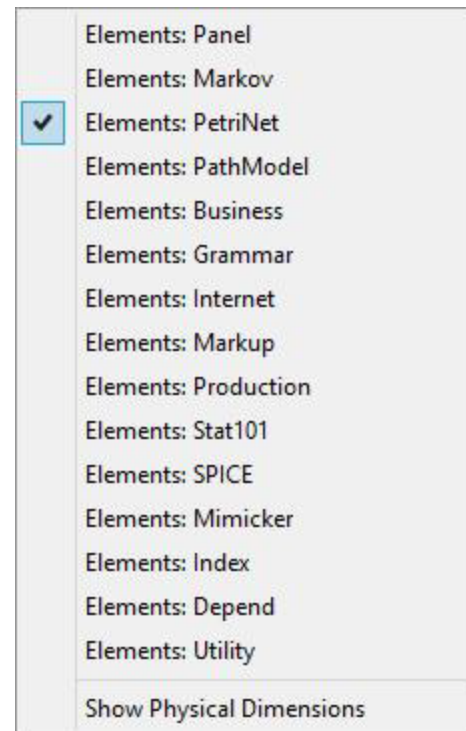 Elements: Panel
Elements: Markov
Elements: PetriNet
Elements: PathModel
Elements: Business
Elements: Grammar
Elements: Internet
Elements: Markup
Elements: Production
Elements: Stat101
Elements: SPICE
Elements: Mimicker
Elements: Index
Elements: Depend
Elements: Utility
Show Physical Dimensions